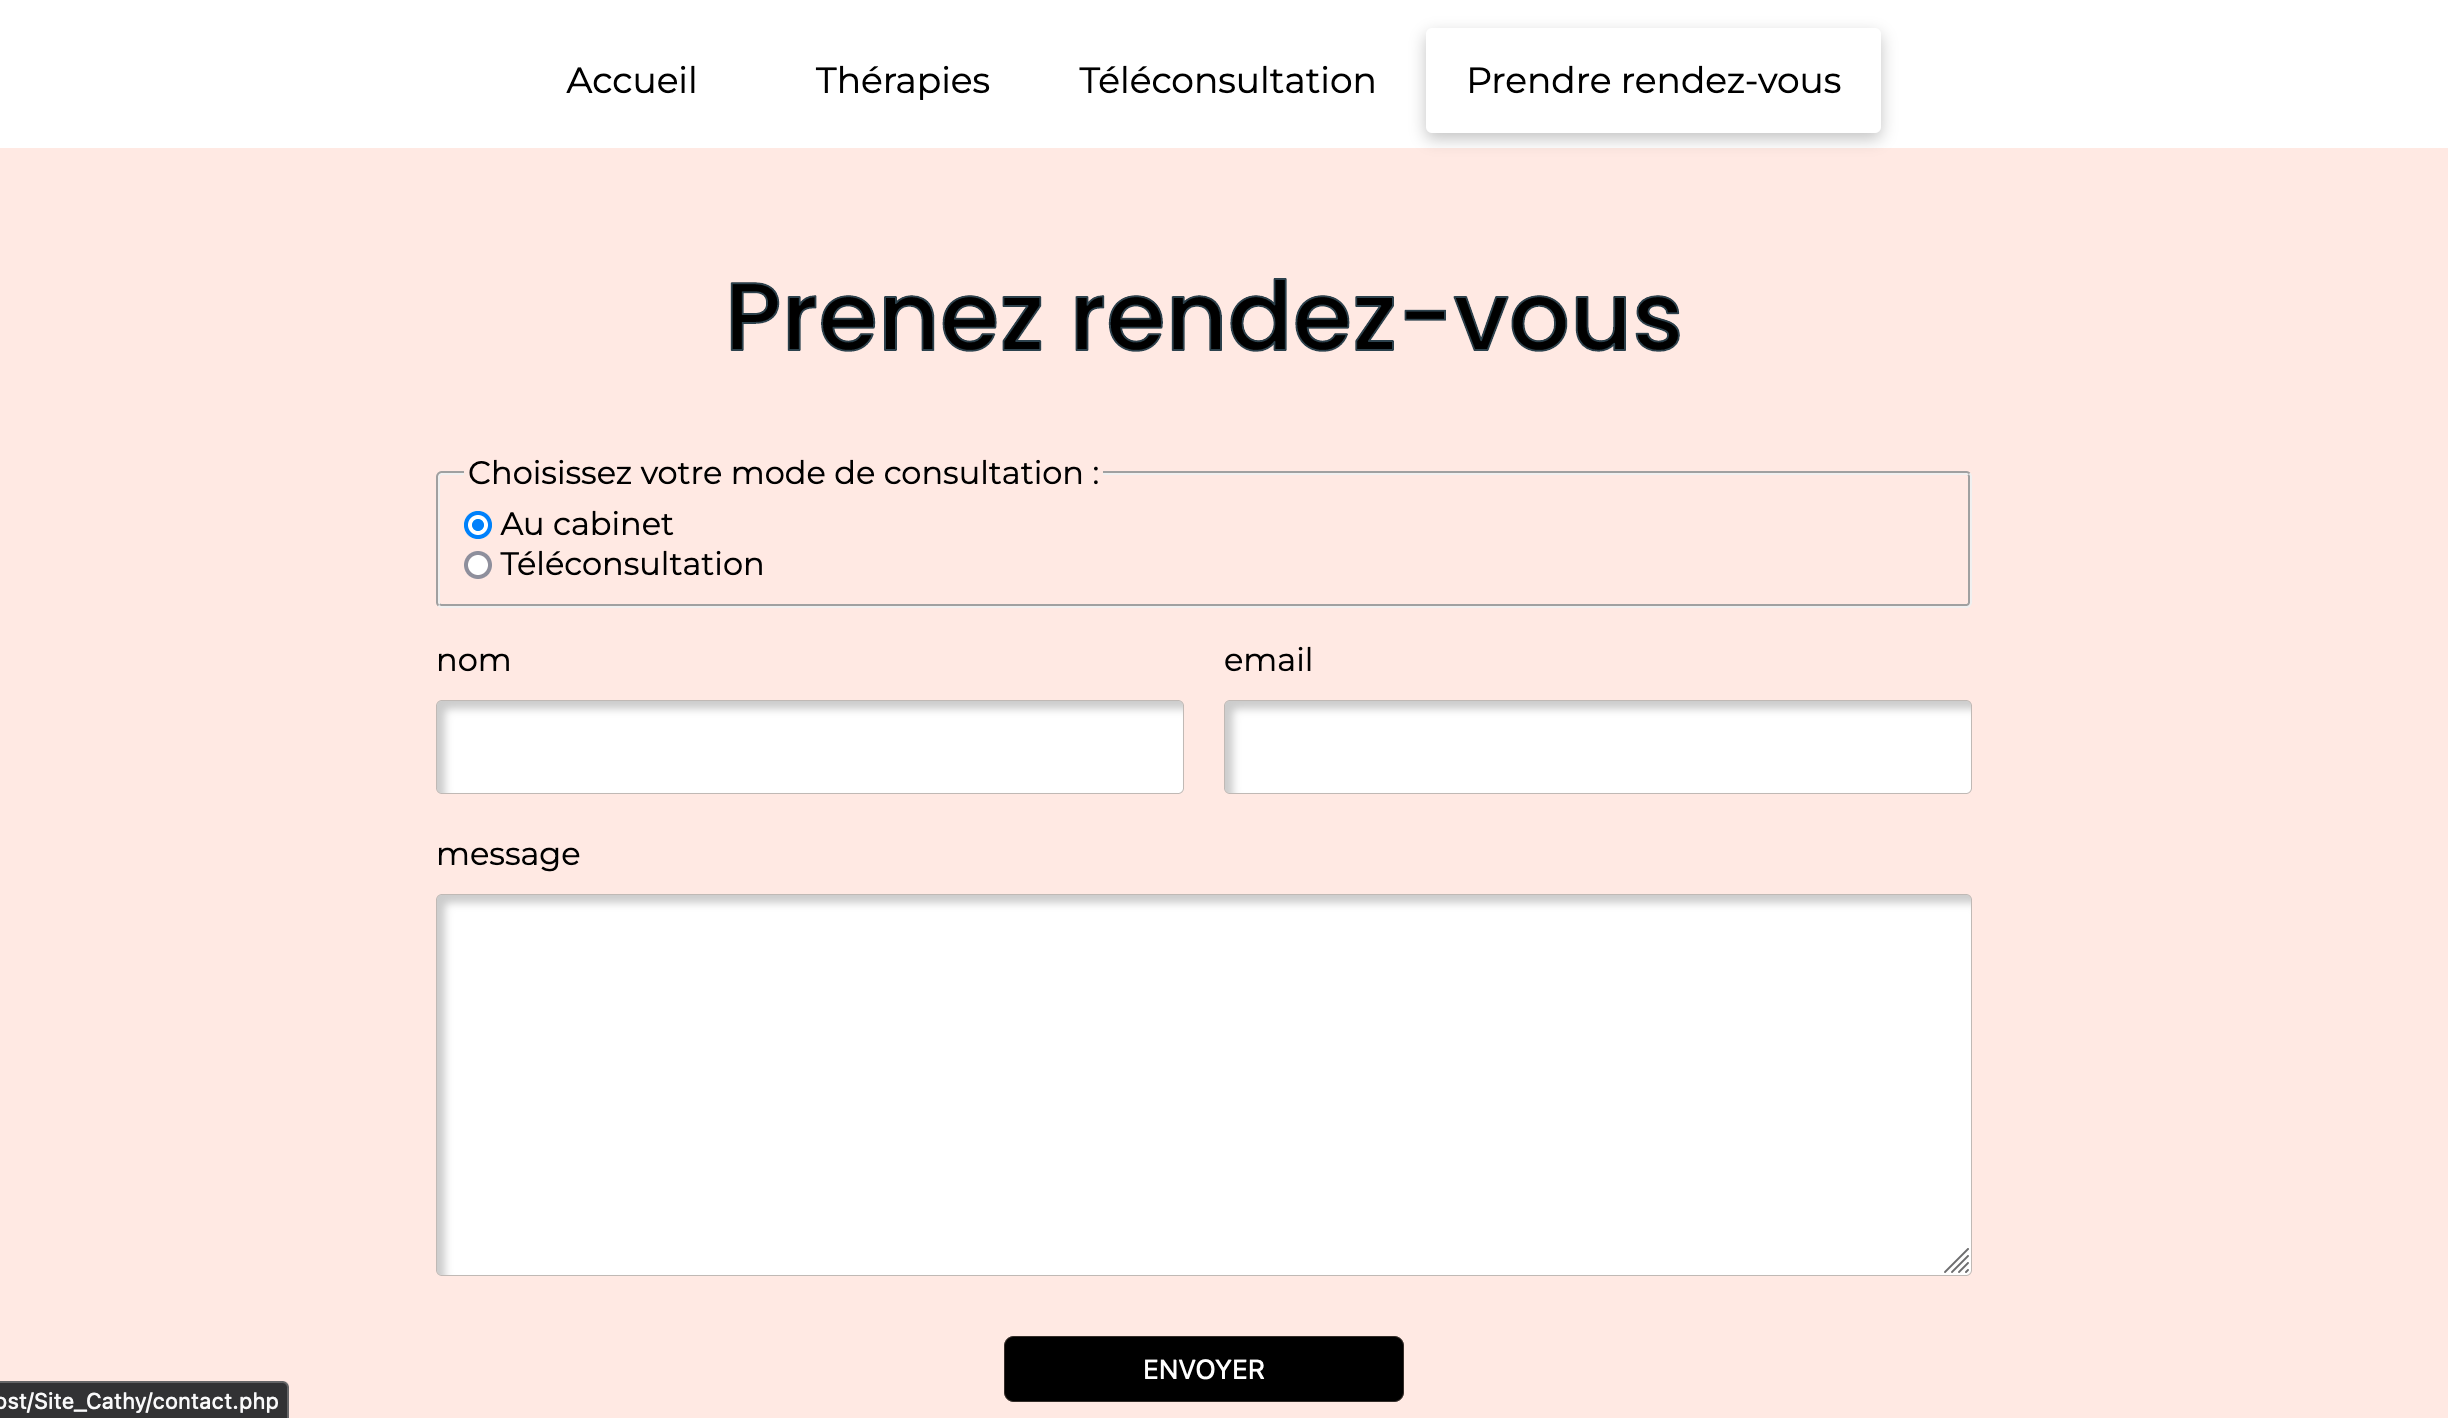 Accueil Thérapies Téléconsultation Prendre rendez-vous
Prenez rendez-vous
Choisissez votre mode de consultation :
Au cabinet
Téléconsultation
nom email
message
ENVOYER
ost/Site_Cathy/contact.php